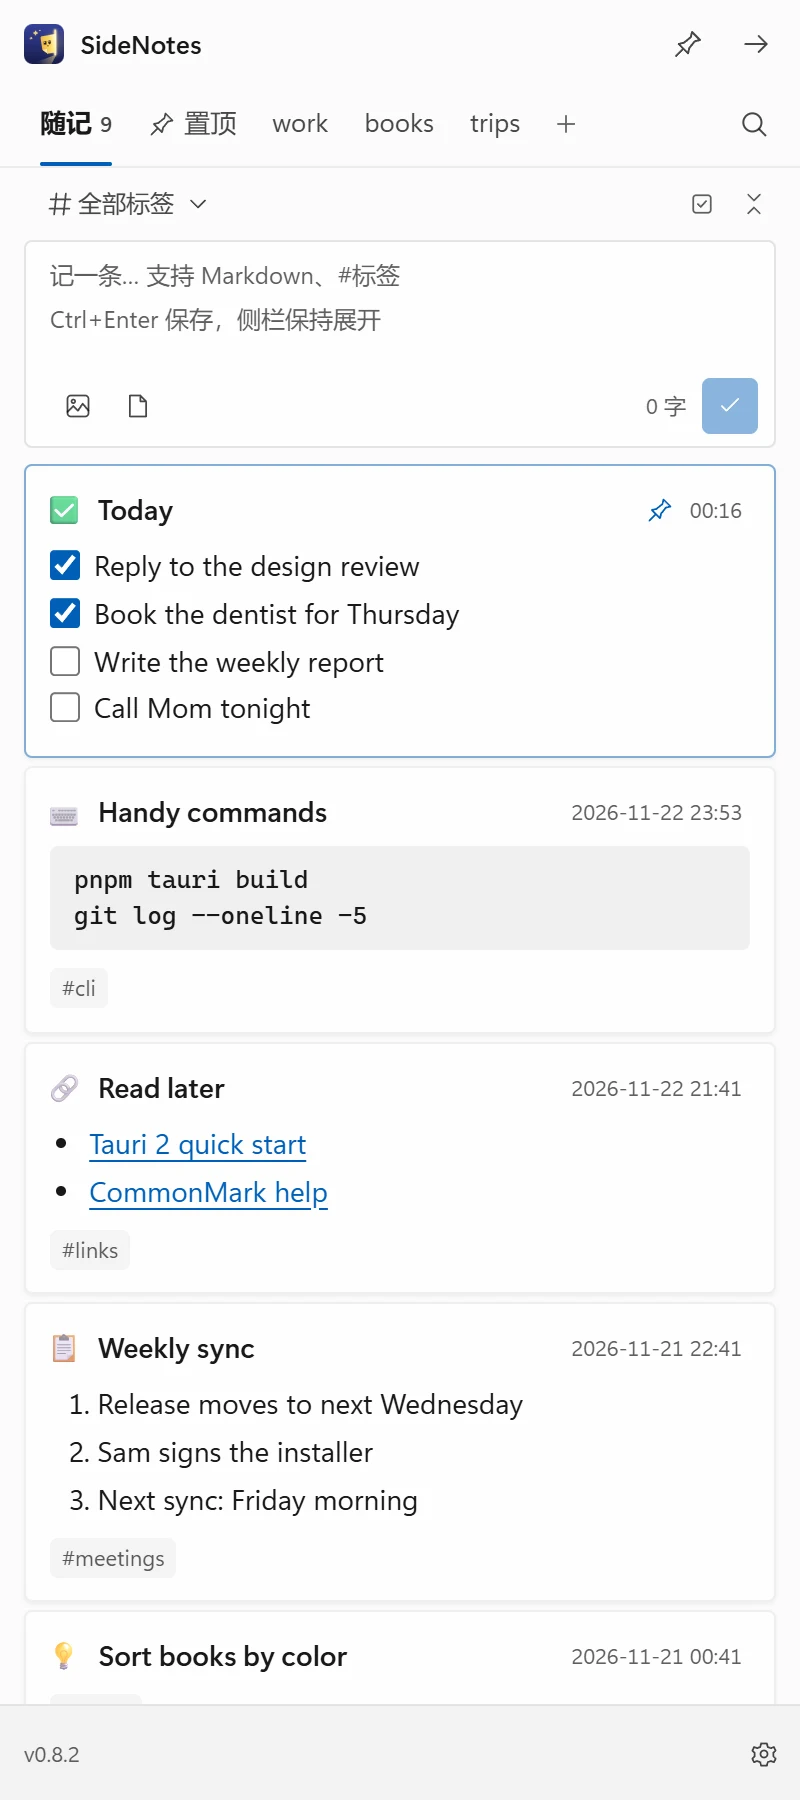 SideNotes
随记 9 置顶 work books trips
# 全部标签
记一条... 支持 Markdown、#标签
Ctrl+Enter 保存，侧栏保持展开
0 字
Today 00:16
Reply to the design review
Book the dentist for Thursday
Write the weekly report
Call Mom tonight
Handy commands 2026-11-22 23:53
pnpm tauri build
git log --oneline -5
#cli
Read later 2026-11-22 21:41
Tauri 2 quick start
CommonMark help
#links
Weekly sync 2026-11-21 22:41
1. Release moves to next Wednesday
2. Sam signs the installer
3. Next sync: Friday morning
#meetings
Sort books by color 2026-11-21 00:41
v0.8.2